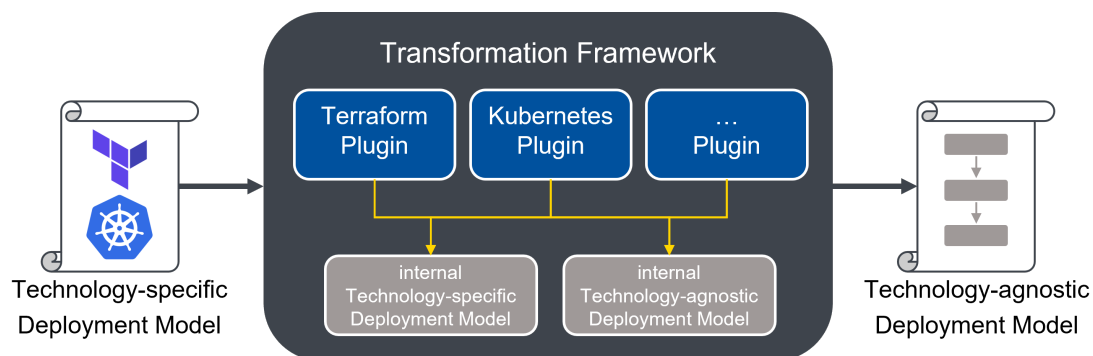 Transformation Framework
Terraform
Plugin
Kubernetes
Plugin
…
Plugin
internal
Technology-specific
Deployment Model
internal
Technology-agnostic
Deployment Model
Technology-specific
Deployment Model
Technology-agnostic
Deployment Model